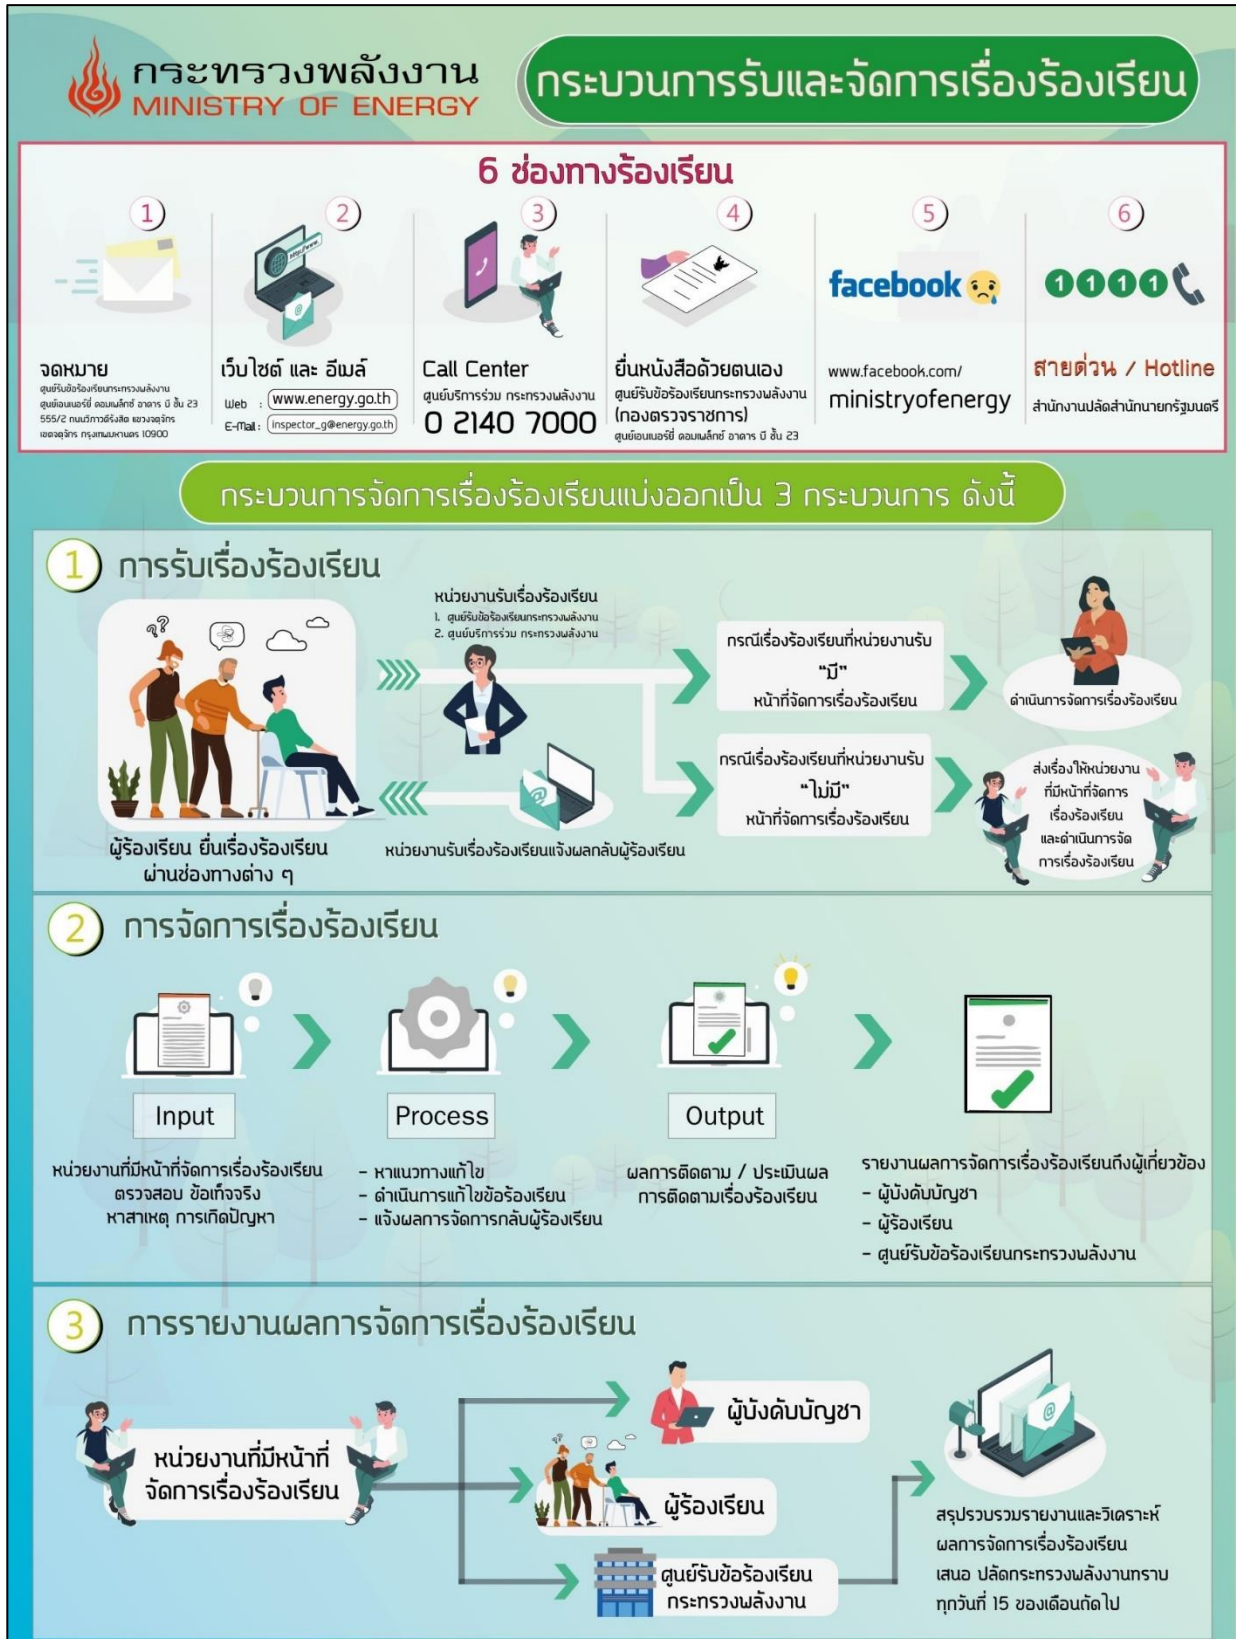 กระทรวงพลังงาน
MINISTRY OF ENERGY
กระบวนการรับและจัดการเรื่องร้องเรียน
6 ช่องทางร้องเรียน
1
จดหมาย
ศูนย์รับข้อร้องเรียนกระทรวงพลังงาน
ศูนย์เอนเนอร์ยี่ คอมเพล็กซ์ อาคาร บี ชั้น 23
555/2 ถนนวิภาวดีรังสิต แขวงจตุจักร
เขตจตุจักร กรุงเทพมหานคร 10900
2
http://www.
เว็บไซต์ และ อีเมล์
Web : www.energy.go.th
E-Mail : inspector_g@energy.go.th
3
Call Center
ศูนย์บริการร่วม กระทรวงพลังงาน
0 2140 7000
4
ยื่นหนังสือด้วยตนเอง
ศูนย์รับข้อร้องเรียนกระทรวงพลังงาน
(กองตรวจราชการ)
ศูนย์เอนเนอร์ยี่ คอมเพล็กซ์ อาคาร บี ชั้น 23
5
facebook
www.facebook.com/
ministryofenergy
6
1111
สายด่วน / Hotline
สำนักงานปลัดสำนักนายกรัฐมนตรี
กระบวนการจัดการเรื่องร้องเรียนแบ่งออกเป็น 3 กระบวนการ ดังนี้
1 การรับเรื่องร้องเรียน
ผู้ร้องเรียน ยื่นเรื่องร้องเรียน
ผ่านช่องทางต่าง ๆ
หน่วยงานรับเรื่องร้องเรียน
1. ศูนย์รับข้อร้องเรียนกระทรวงพลังงาน
2. ศูนย์บริการร่วม กระทรวงพลังงาน
หน่วยงานรับเรื่องร้องเรียนแจ้งผลกลับผู้ร้องเรียน
กรณีเรื่องร้องเรียนที่หน่วยงานรับ
“มี”
หน้าที่จัดการเรื่องร้องเรียน
ดำเนินการจัดการเรื่องร้องเรียน
กรณีเรื่องร้องเรียนที่หน่วยงานรับ
“ไม่มี”
หน้าที่จัดการเรื่องร้องเรียน
ส่งเรื่องให้หน่วยงาน
ที่มีหน้าที่จัดการ
เรื่องร้องเรียน
และดำเนินการจัด
การเรื่องร้องเรียน
2 การจัดการเรื่องร้องเรียน
Input
หน่วยงานที่มีหน้าที่จัดการเรื่องร้องเรียน
ตรวจสอบ ข้อเท็จจริง
หาสาเหตุ การเกิดปัญหา
Process
- หาแนวทางแก้ไข
- ดำเนินการแก้ไขข้อร้องเรียน
- แจ้งผลการจัดการกลับผู้ร้องเรียน
Output
ผลการติดตาม / ประเมินผล
การติดตามเรื่องร้องเรียน
รายงานผลการจัดการเรื่องร้องเรียนถึงผู้เกี่ยวข้อง
- ผู้บังคับบัญชา
- ผู้ร้องเรียน
- ศูนย์รับข้อร้องเรียนกระทรวงพลังงาน
3 การรายงานผลการจัดการเรื่องร้องเรียน
หน่วยงานที่มีหน้าที่
จัดการเรื่องร้องเรียน
ผู้บังคับบัญชา
ผู้ร้องเรียน
ศูนย์รับข้อร้องเรียน
กระทรวงพลังงาน
สรุปรวบรวมรายงานและวิเคราะห์
ผลการจัดการเรื่องร้องเรียน
เสนอ ปลัดกระทรวงพลังงานทราบ
ทุกวันที่ 15 ของเดือนถัดไป